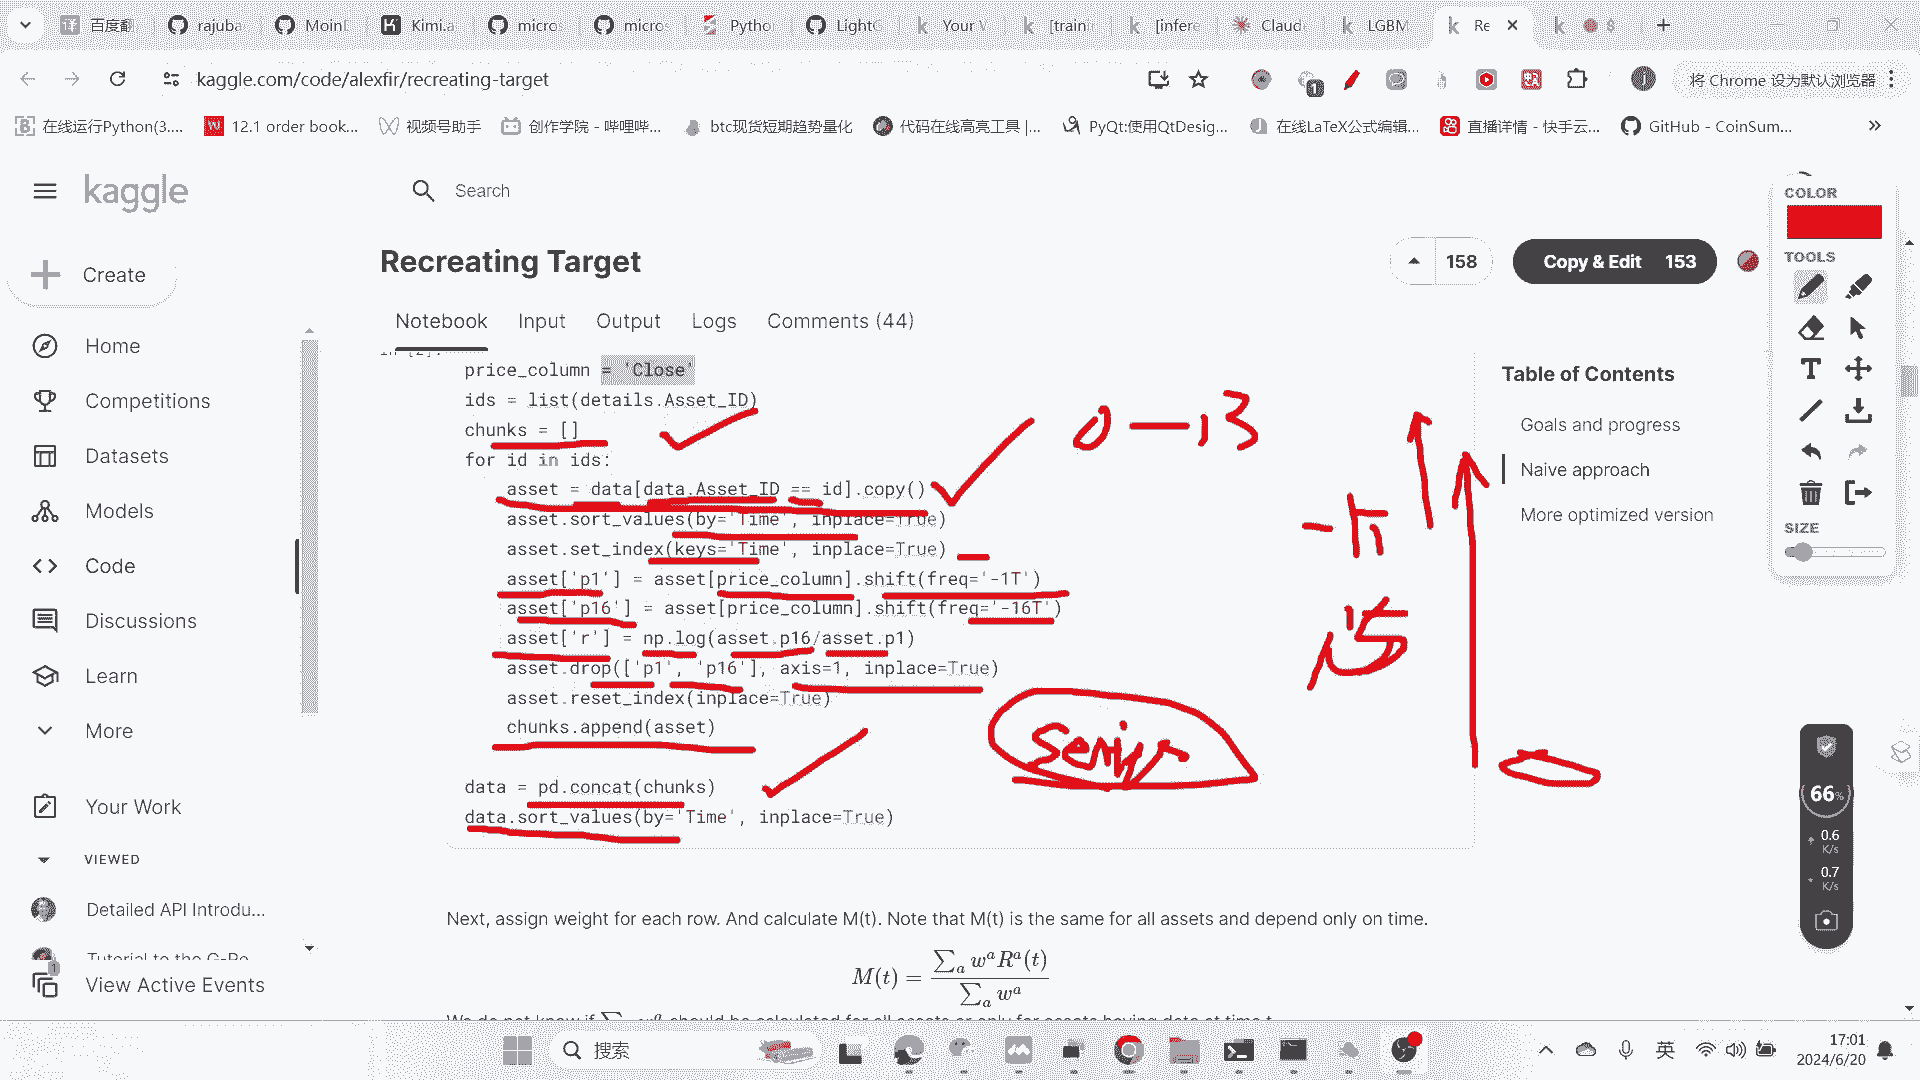 百度翻
rajuba
MoinI
Kimi.a
micros
micros
Pytho
LightG
Your V
[traini
[infere
Claud
LGBM
Re
kaggle.com/code/alexfir/recreating-target
将 Chrome 设为默认浏览器
在线运行Python(3....
12.1 order book...
视频号助手
创作学院 - 哔哩哔...
btc现货短期趋势量化
代码在线高亮工具 |...
PyQt:使用QtDesig...
在线LaTeX公式编辑...
直播详情 - 快手云...
GitHub - CoinSum...
kaggle
Search
COLOR
TOOLS
SIZE
Create
Home
Competitions
Datasets
Models
Code
Discussions
Learn
More
Your Work
VIEWED
Detailed API Introdu...
Tutorial to the G-Re
View Active Events
Recreating Target
158
Copy & Edit 153
Notebook
Input
Output
Logs
Comments (44)
price_column = 'Close'
ids = list(details.Asset_ID)
chunks = []
for id in ids:
asset = data[data.Asset_ID == id].copy()
asset.sort_values(by='Time', inplace=True)
asset.set_index(keys='Time', inplace=True)
asset['p1'] = asset[price_column].shift(freq='-1T')
asset['p16'] = asset[price_column].shift(freq='-16T')
asset['r'] = np.log(asset.p16/asset.p1)
asset.drop(['p1', 'p16'], axis=1, inplace=True)
asset.reset_index(inplace=True)
chunks.append(asset)
data = pd.concat(chunks)
data.sort_values(by='Time', inplace=True)
0 — 13
15
Table of Contents
Goals and progress
Naive approach
More optimized version
Next, assign weight for each row. And calculate M(t). Note that M(t) is the same for all assets and depend only on time.
M(t) = ∑ₐ wᵃRᵃ(t) / ∑ₐ wᵃ
66%
0.6
K/s
0.7
K/s
搜索
英
17:01
2024/6/20